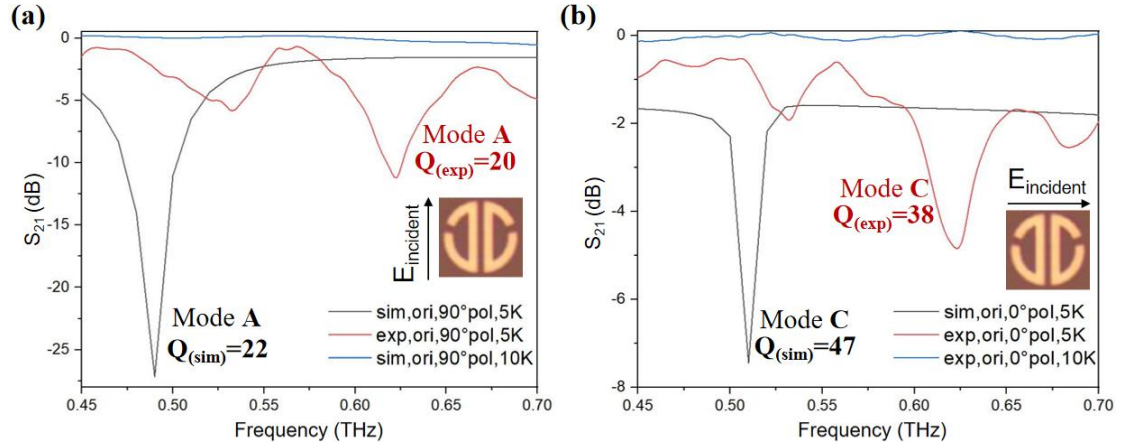 (a)
0
-5
-10
-15
-20
-25
S21 (dB)
0.45 0.50 0.55 0.60 0.65 0.70
Frequency (THz)
Mode A
Q(exp)=20
Eincident
Mode A
Q(sim)=22
sim,ori,90°pol,5K
exp,ori,90°pol,5K
sim,ori,90°pol,10K
(b)
0
-2
-4
-6
-8
S21 (dB)
0.45 0.50 0.55 0.60 0.65 0.70
Frequency (THz)
Mode C
Q(exp)=38
Eincident
Mode C
Q(sim)=47
sim,ori,0°pol,5K
exp,ori,0°pol,5K
exp,ori,0°pol,10K